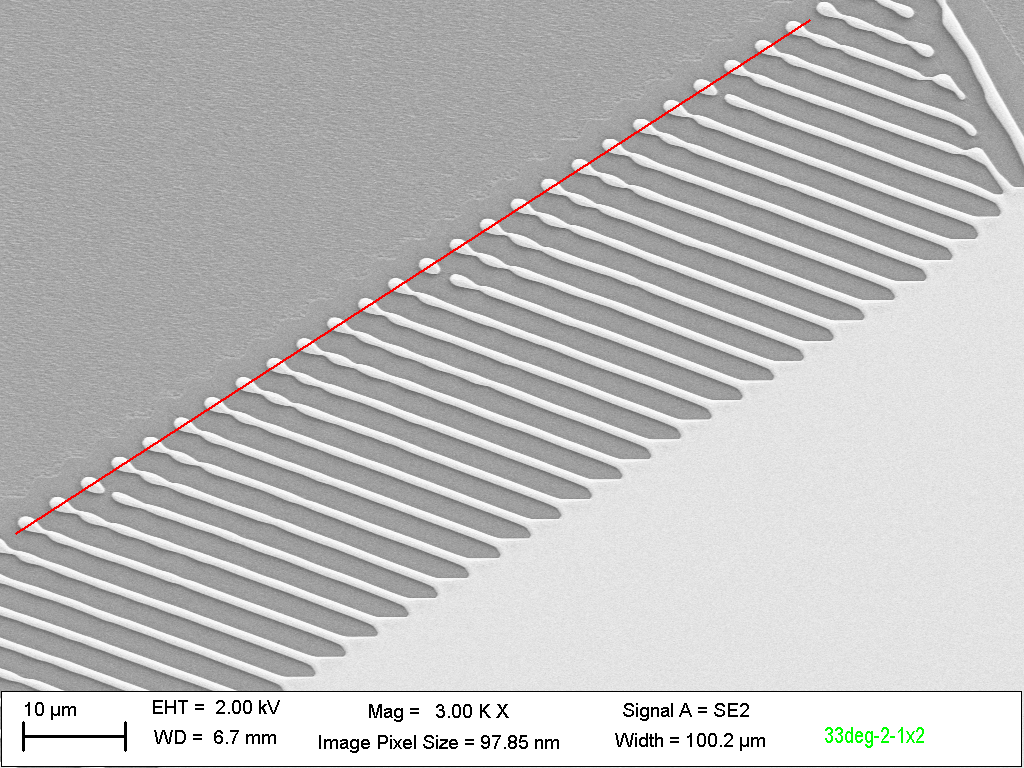 10 µm
EHT = 2.00 kV
Mag = 3.00 K X
Signal A = SE2
WD = 6.7 mm
Image Pixel Size = 97.85 nm
Width = 100.2 µm
33deg-2-1x2